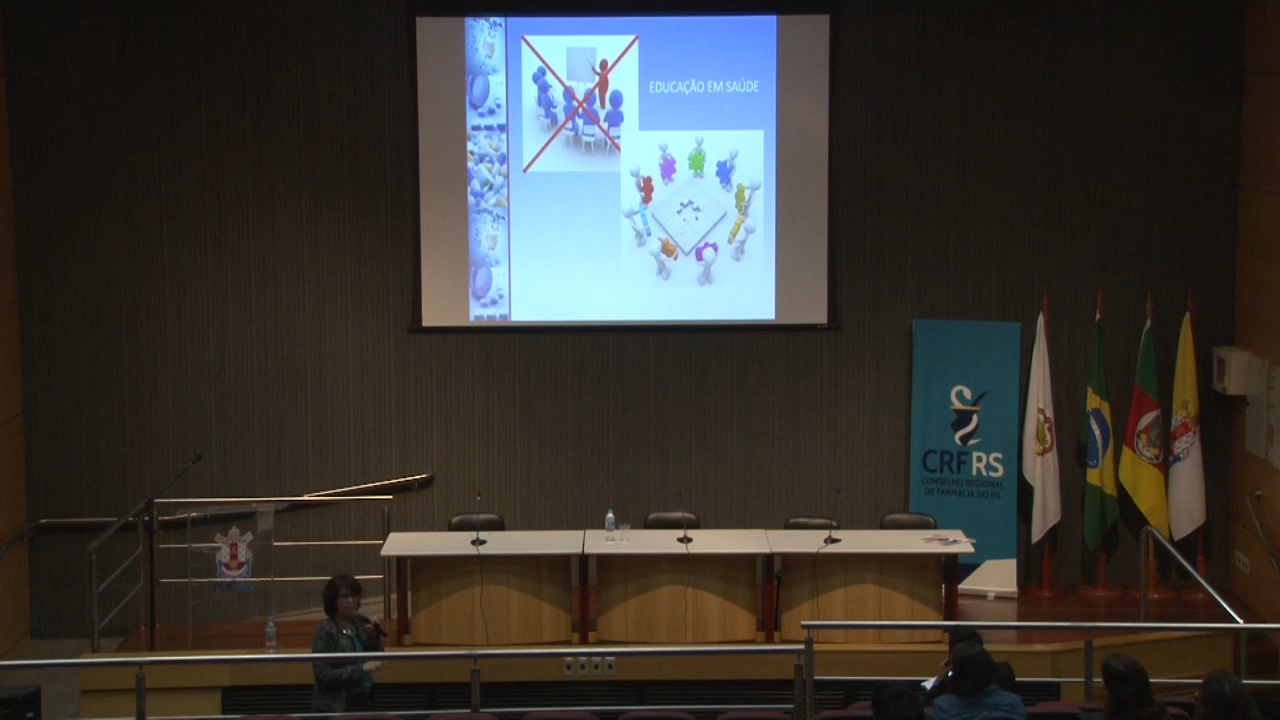 EDUCAÇÃO EM SAÚDE
CRFRS
CONSELHO REGIONAL
DE FARMÁCIA DO RS